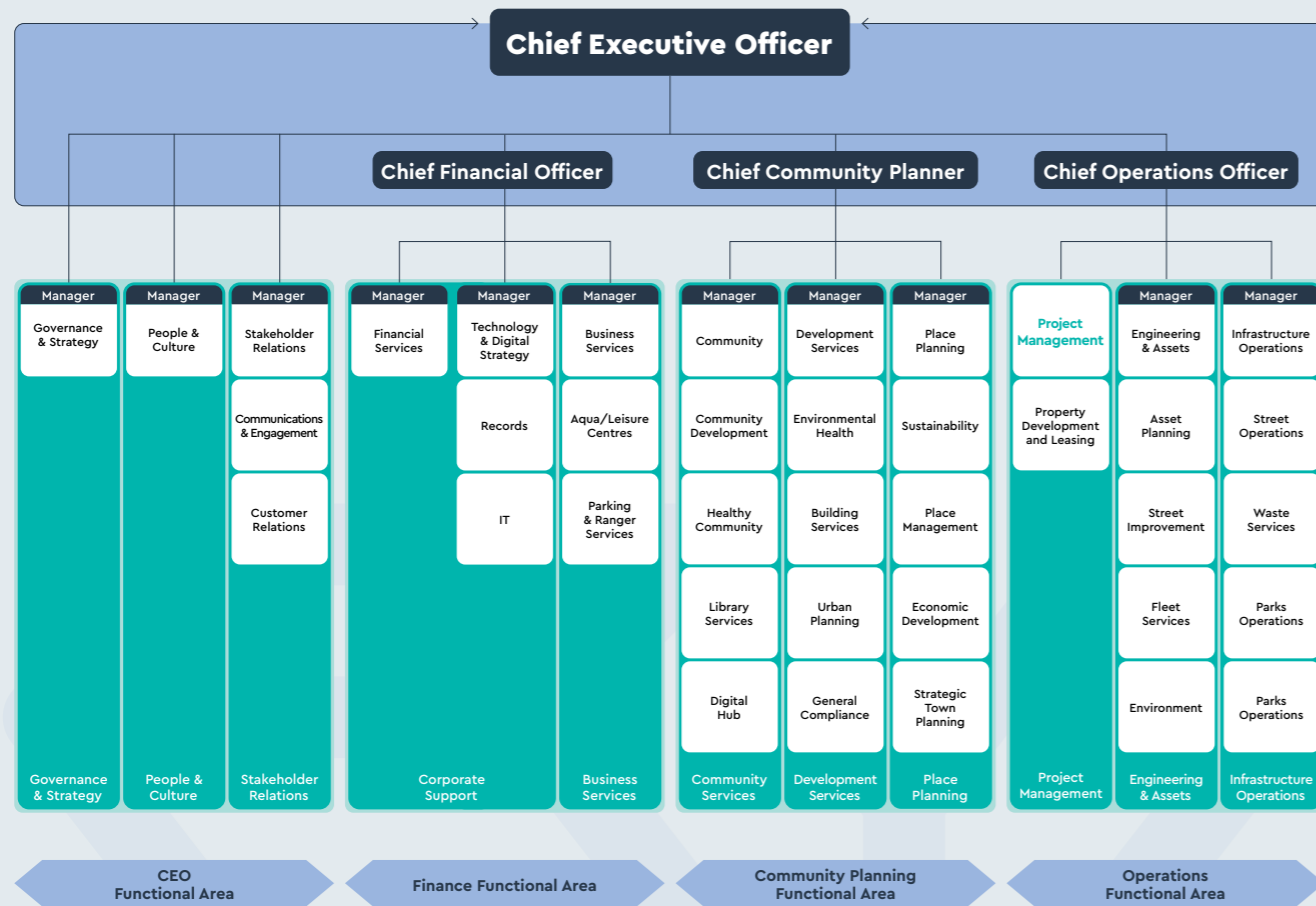 Chief Executive Officer
Chief Financial Officer
Chief Community Planner
Chief Operations Officer
Manager
Governance
& Strategy
Governance
& Strategy
Manager
People &
Culture
People &
Culture
Manager
Stakeholder
Relations
Communications
& Engagement
Customer
Relations
Stakeholder
Relations
Manager
Financial
Services
Manager
Technology
& Digital
Strategy
Records
IT
Corporate
Support
Manager
Business
Services
Aqua/Leisure
Centres
Parking
& Ranger
Services
Business
Services
Manager
Community
Community
Development
Healthy
Community
Library
Services
Digital
Hub
Community
Services
Manager
Development
Services
Environmental
Health
Building
Services
Urban
Planning
General
Compliance
Development
Services
Manager
Place
Planning
Sustainability
Place
Management
Economic
Development
Strategic
Town
Planning
Place
Planning
Project
Management
Property
Development
and Leasing
Project
Management
Manager
Engineering
& Assets
Asset
Planning
Street
Improvement
Fleet
Services
Environment
Engineering
& Assets
Manager
Infrastructure
Operations
Street
Operations
Waste
Services
Parks
Operations
Parks
Operations
Infrastructure
Operations
CEO
Functional Area
Finance Functional Area
Community Planning
Functional Area
Operations
Functional Area